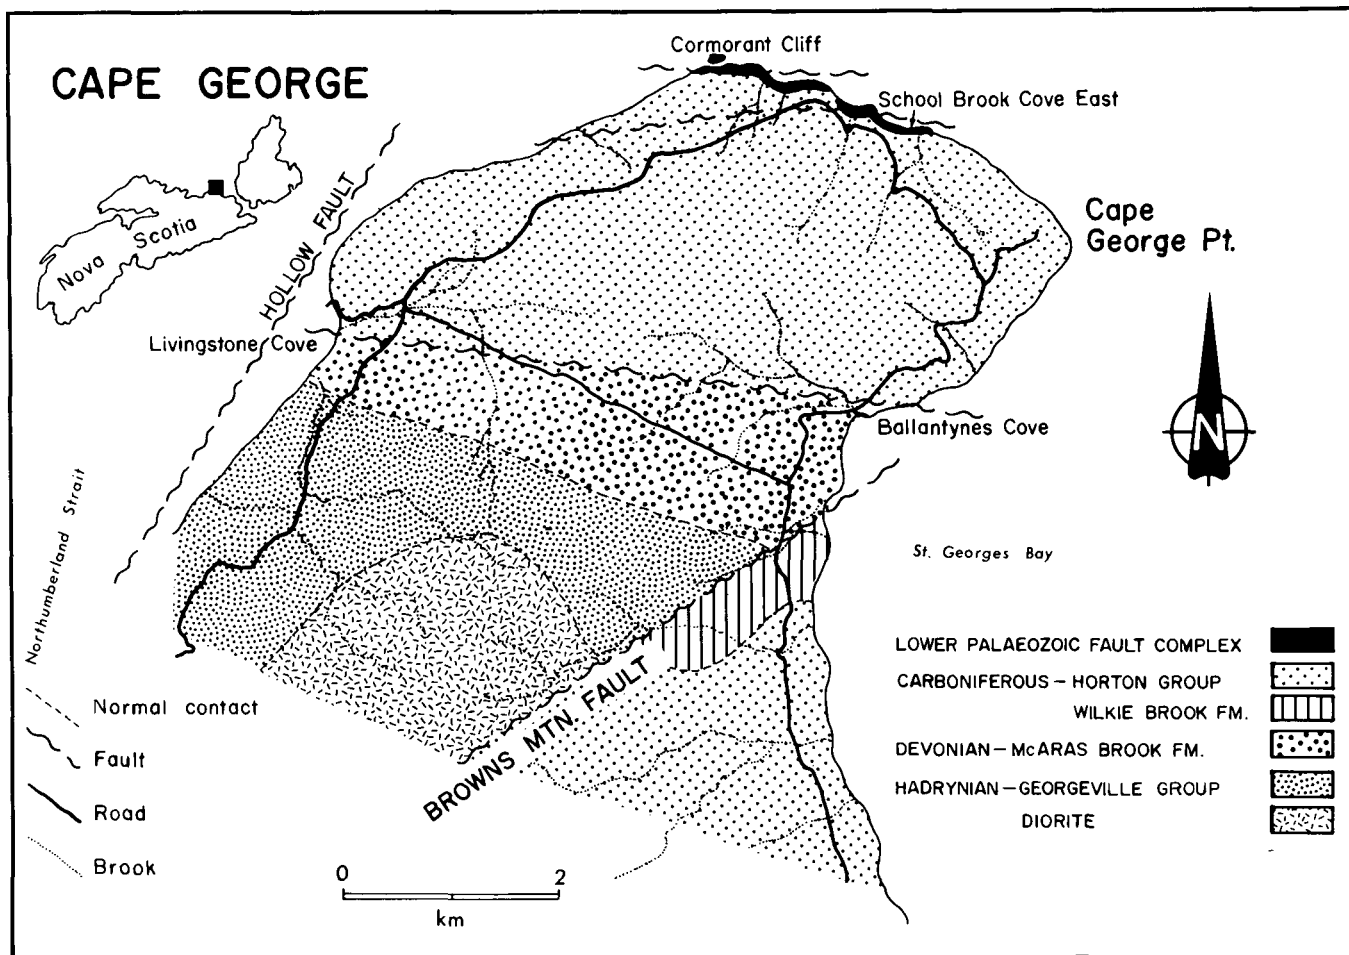 CAPE GEORGE
Cormorant Cliff
School Brook Cove East
Nova Scotia
HOLLOW FAULT
Cape
George Pt.
Livingstone Cove
Ballantynes Cove
N
Northumberland Strait
St. Georges Bay
BROWNS MTN. FAULT
Normal contact
Fault
Road
Brook
0 2
km
LOWER PALAEOZOIC FAULT COMPLEX
CARBONIFEROUS – HORTON GROUP
WILKIE BROOK FM.
DEVONIAN – McARAS BROOK FM.
HADRYNIAN – GEORGEVILLE GROUP
DIORITE